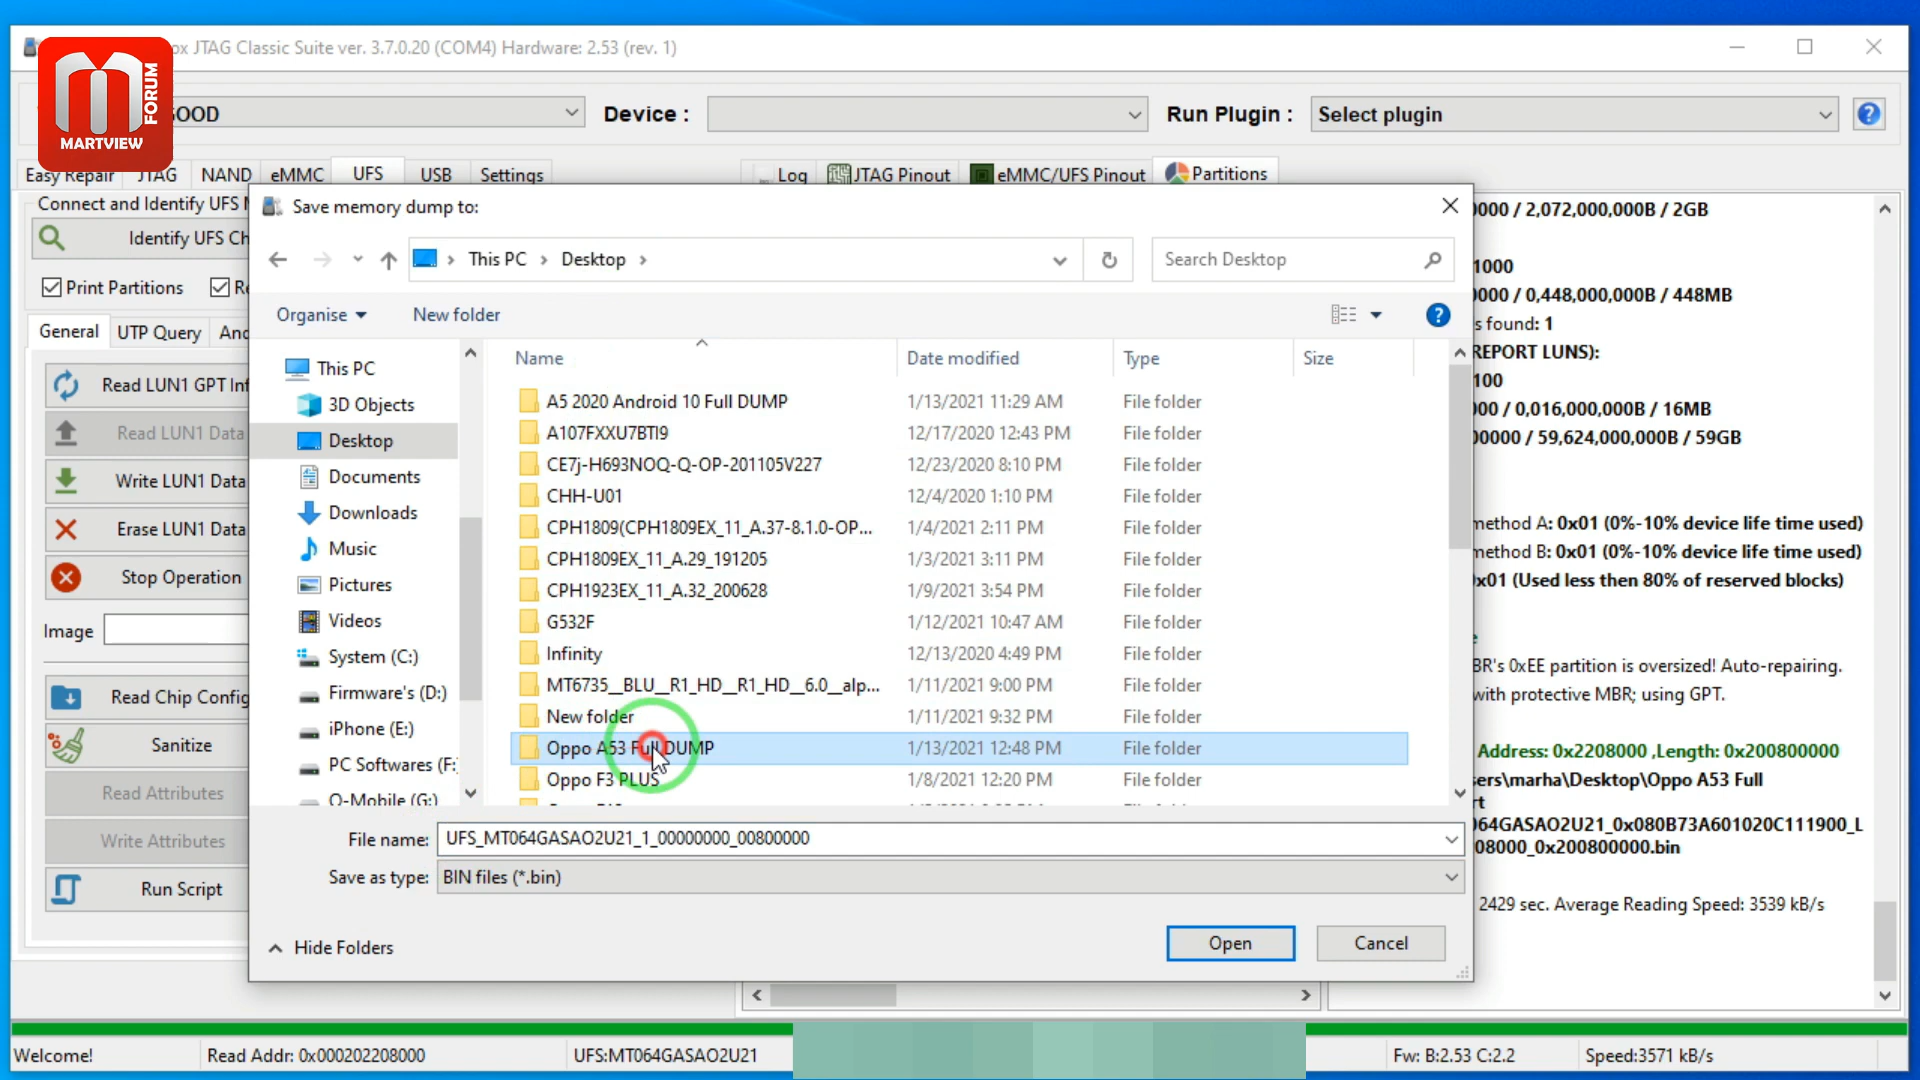 ox JTAG Classic Suite ver. 3.7.0.20 (COM4) Hardware: 2.53 (rev. 1)
MARTVIEW
FORUM
GOOD
Device :
Run Plugin :
Select plugin
Easy Repair
JTAG
NAND
eMMC
UFS
USB
Settings
Log
JTAG Pinout
eMMC/UFS Pinout
Partitions
Connect and Identify UFS
Identify UFS Ch
Print Partitions
Re
General
UTP Query
And
Read LUN1 GPT Inf
Read LUN1 Data
Write LUN1 Data
Erase LUN1 Data
Stop Operation
Image
Read Chip Config
Sanitize
Read Attributes
Write Attributes
Run Script
Save memory dump to:
This PC
Desktop
Search Desktop
Organise
New folder
This PC
3D Objects
Desktop
Documents
Downloads
Music
Pictures
Videos
System (C:)
Firmware's (D:)
iPhone (E:)
PC Softwares (F:
O-Mobile (G:)
Name Date modified Type Size
A5 2020 Android 10 Full DUMP 1/13/2021 11:29 AM File folder
A107FXXU7BTI9 12/17/2020 12:43 PM File folder
CE7j-H693NOQ-Q-OP-201105V227 12/23/2020 8:10 PM File folder
CHH-U01 12/4/2020 1:10 PM File folder
CPH1809(CPH1809EX_11_A.37-8.1.0-OP... 1/4/2021 2:11 PM File folder
CPH1809EX_11_A.29_191205 1/3/2021 3:11 PM File folder
CPH1923EX_11_A.32_200628 1/9/2021 3:54 PM File folder
G532F 1/12/2021 10:47 AM File folder
Infinity 12/13/2020 4:49 PM File folder
MT6735__BLU__R1_HD__R1_HD__6.0__alp... 1/11/2021 9:00 PM File folder
New folder 1/11/2021 9:32 PM File folder
Oppo A53 Full DUMP 1/13/2021 12:48 PM File folder
Oppo F3 PLUS 1/8/2021 12:20 PM File folder
File name: UFS_MT064GASAO2U21_1_00000000_00800000
Save as type: BIN files (*.bin)
Hide Folders
Open
Cancel
0000 / 2,072,000,000B / 2GB
1000
0000 / 0,448,000,000B / 448MB
s found: 1
REPORT LUNS):
100
000 / 0,016,000,000B / 16MB
00000 / 59,624,000,000B / 59GB
method A: 0x01 (0%-10% device life time used)
method B: 0x01 (0%-10% device life time used)
0x01 (Used less then 80% of reserved blocks)
BR's 0xEE partition is oversized! Auto-repairing.
with protective MBR; using GPT.
Address: 0x2208000 ,Length: 0x200800000
ers\marha\Desktop\Oppo A53 Full
rt
064GASAO2U21_0x080B73A601020C111900_L
08000_0x200800000.bin
2429 sec. Average Reading Speed: 3539 kB/s
Welcome!
Read Addr: 0x000202208000
UFS:MT064GASAO2U21
Fw: B:2.53 C:2.2
Speed:3571 kB/s